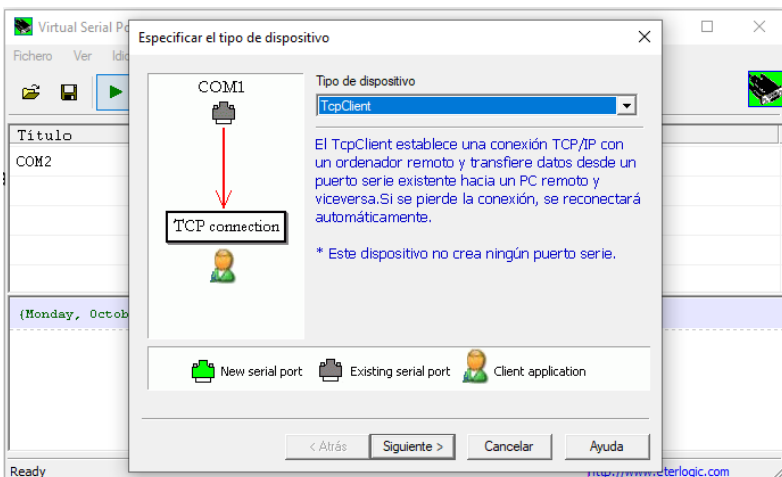 Virtual Serial Po
Especificar el tipo de dispositivo
Fichero Ver Idio
COM1
Tipo de dispositivo
TcpClient
El TcpClient establece una conexión TCP/IP con
un ordenador remoto y transfiere datos desde un
puerto serie existente hacia un PC remoto y
viceversa.Si se pierde la conexión, se reconectará
automáticamente.
* Este dispositivo no crea ningún puerto serie.
TCP connection
Título
COM2
(Monday, Octob
New serial port Existing serial port Client application
< Atrás Siguiente > Cancelar Ayuda
Ready http://www.eterlogic.com